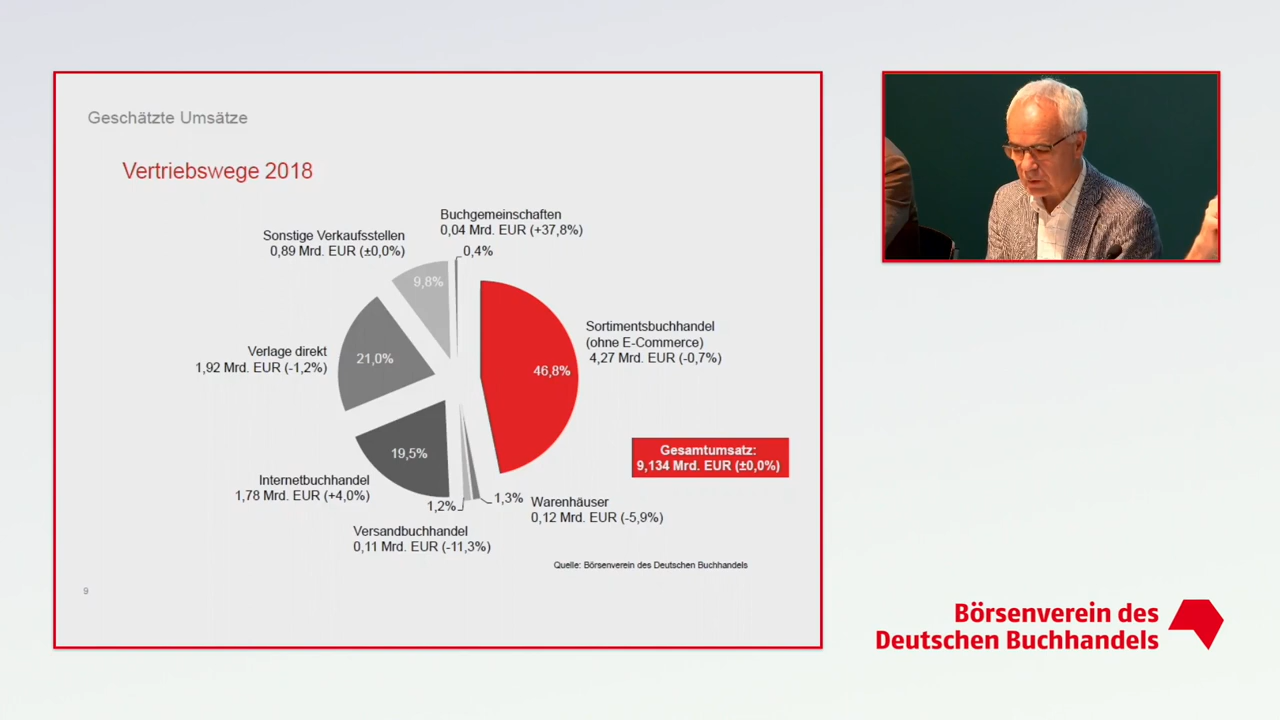 Geschätzte Umsätze
Vertriebswege 2018
Buchgemeinschaften
0,04 Mrd. EUR (+37,8%)
0,4%
Sonstige Verkaufsstellen
0,89 Mrd. EUR (±0,0%)
9,8%
Sortimentsbuchhandel
(ohne E-Commerce)
4,27 Mrd. EUR (-0,7%)
46,8%
Verlage direkt
1,92 Mrd. EUR (-1,2%)
21,0%
Gesamtumsatz:
9,134 Mrd. EUR (±0,0%)
19,5%
Internetbuchhandel
1,78 Mrd. EUR (+4,0%)
1,2%
1,3%
Warenhäuser
0,12 Mrd. EUR (-5,9%)
Versandbuchhandel
0,11 Mrd. EUR (-11,3%)
Quelle: Börsenverein des Deutschen Buchhandels
9
Börsenverein des
Deutschen Buchhandels